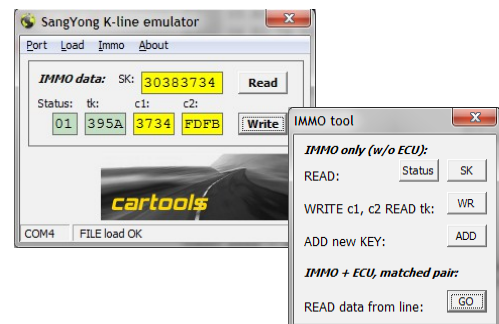 SangYong K-line emulator
Port Load Immo About
IMMO data: SK: 30383734 Read
Status: tk: c1: c2:
01 395A 3734 FDFB Write
cartools
COM4 FILE load OK
IMMO tool
IMMO only (w/o ECU):
READ: Status SK
WRITE c1, c2 READ tk: WR
ADD new KEY: ADD
IMMO + ECU, matched pair:
READ data from line: GO